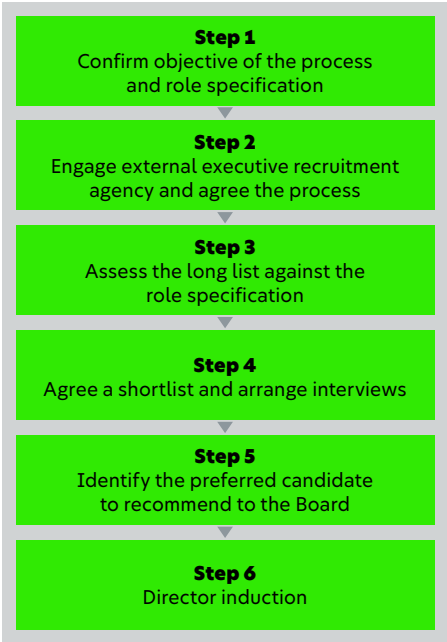 Step 1
Confirm objective of the process
and role specification
Step 2
Engage external executive recruitment
agency and agree the process
Step 3
Assess the long list against the
role specification
Step 4
Agree a shortlist and arrange interviews
Step 5
Identify the preferred candidate
to recommend to the Board
Step 6
Director induction